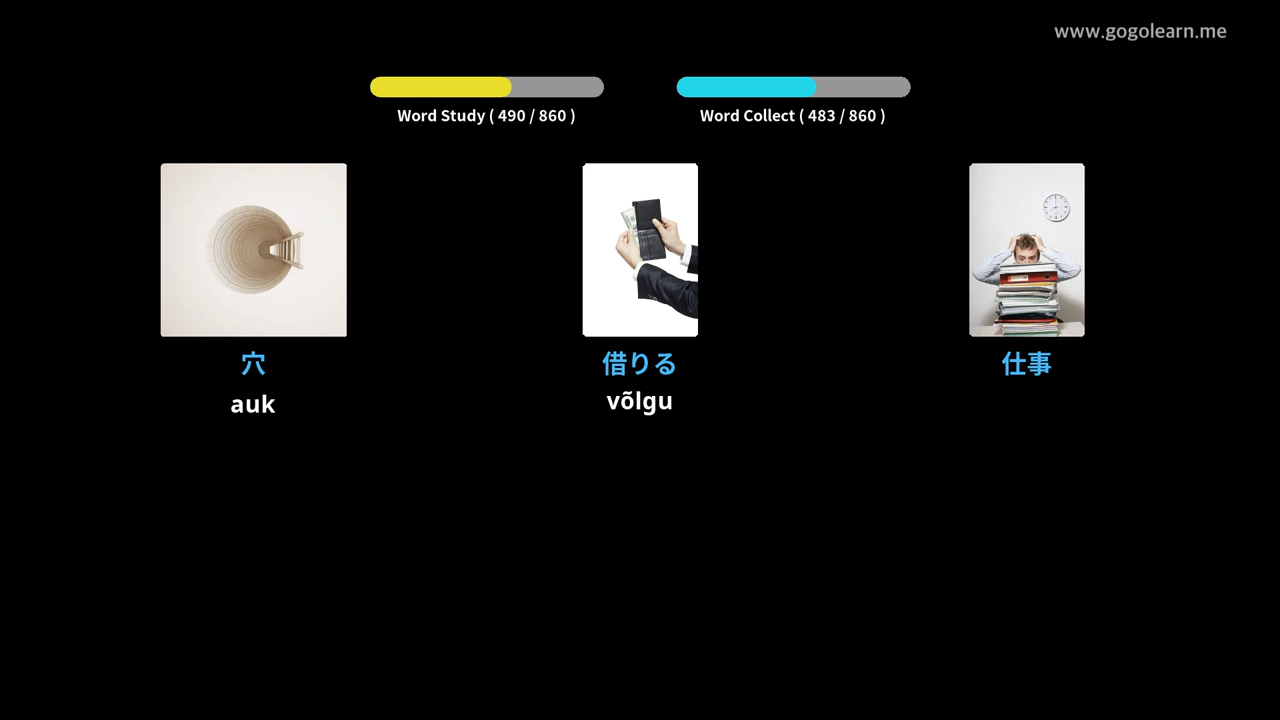 www.gogolearn.me
Word Study ( 490 / 860 )
Word Collect ( 483 / 860 )
穴
auk
借りる
võlgu
仕事